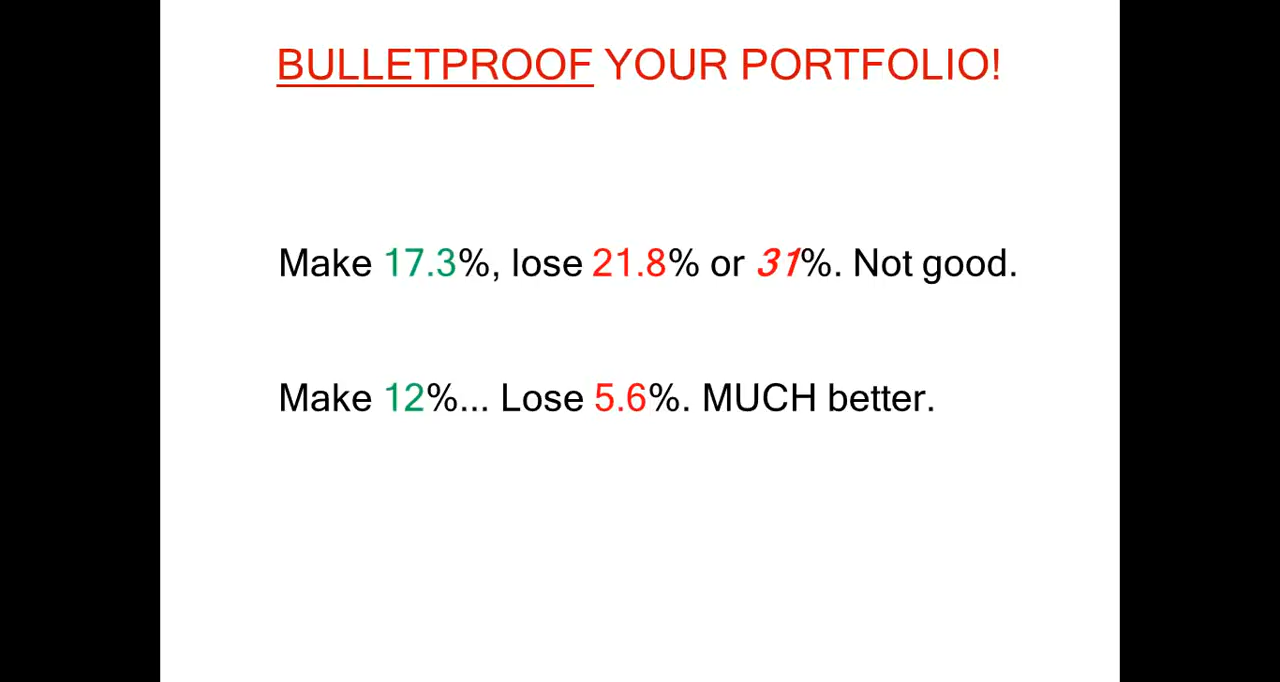 BULLETPROOF YOUR PORTFOLIO!
Make 17.3%, lose 21.8% or 31%. Not good.
Make 12%... Lose 5.6%. MUCH better.